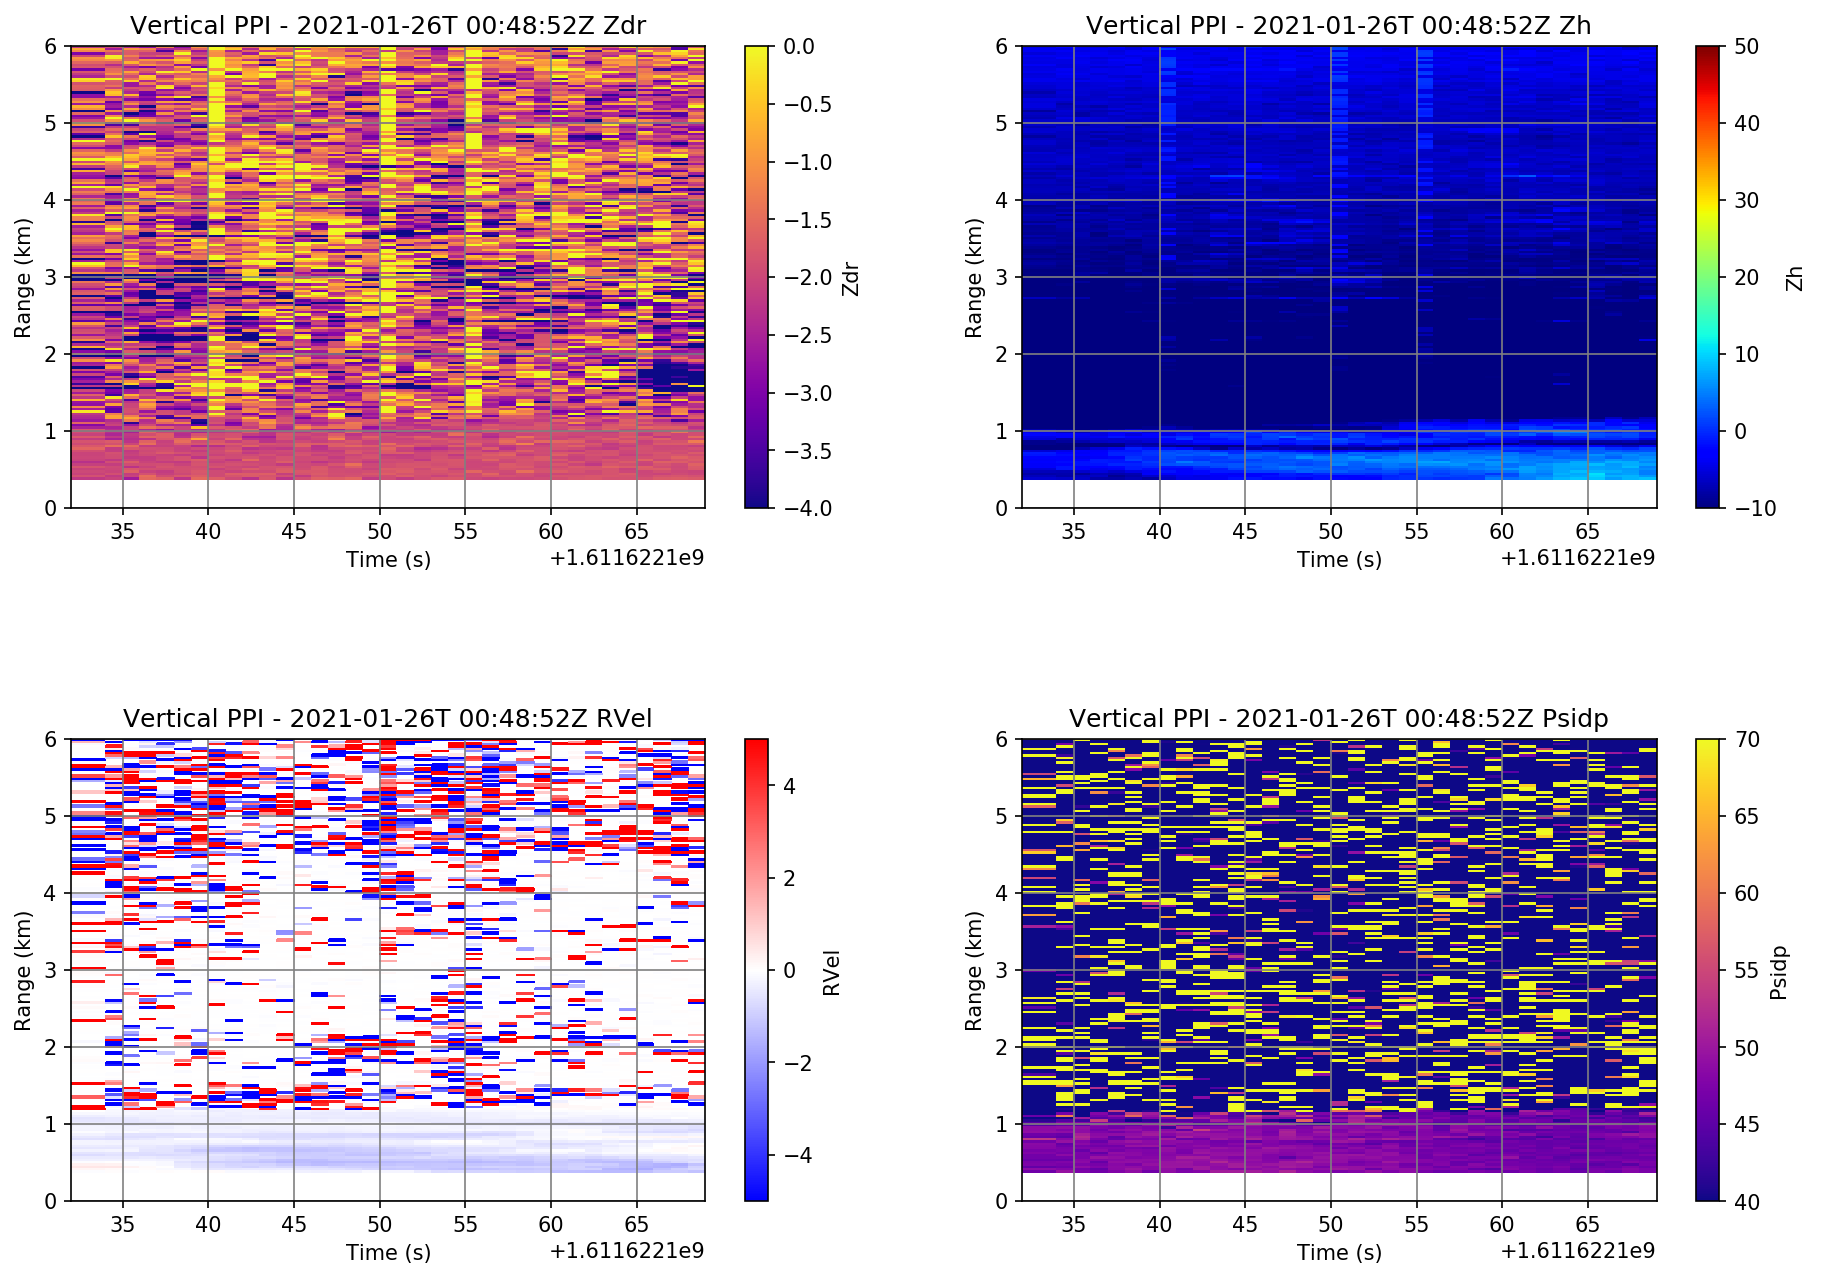 Vertical PPI - 2021-01-26T 00:48:52Z Zdr
6
5
4
3
2
1
0
Range (km)
35 40 45 50 55 60 65
Time (s)
+1.6116221e9
0.0
−0.5
−1.0
−1.5
−2.0
−2.5
−3.0
−3.5
−4.0
Zdr
Vertical PPI - 2021-01-26T 00:48:52Z Zh
6
5
4
3
2
1
0
Range (km)
35 40 45 50 55 60 65
Time (s)
+1.6116221e9
50
40
30
20
10
0
−10
Zh
Vertical PPI - 2021-01-26T 00:48:52Z RVel
6
5
4
3
2
1
0
Range (km)
35 40 45 50 55 60 65
Time (s)
+1.6116221e9
4
2
0
−2
−4
RVel
Vertical PPI - 2021-01-26T 00:48:52Z Psidp
6
5
4
3
2
1
0
Range (km)
35 40 45 50 55 60 65
Time (s)
+1.6116221e9
70
65
60
55
50
45
40
Psidp